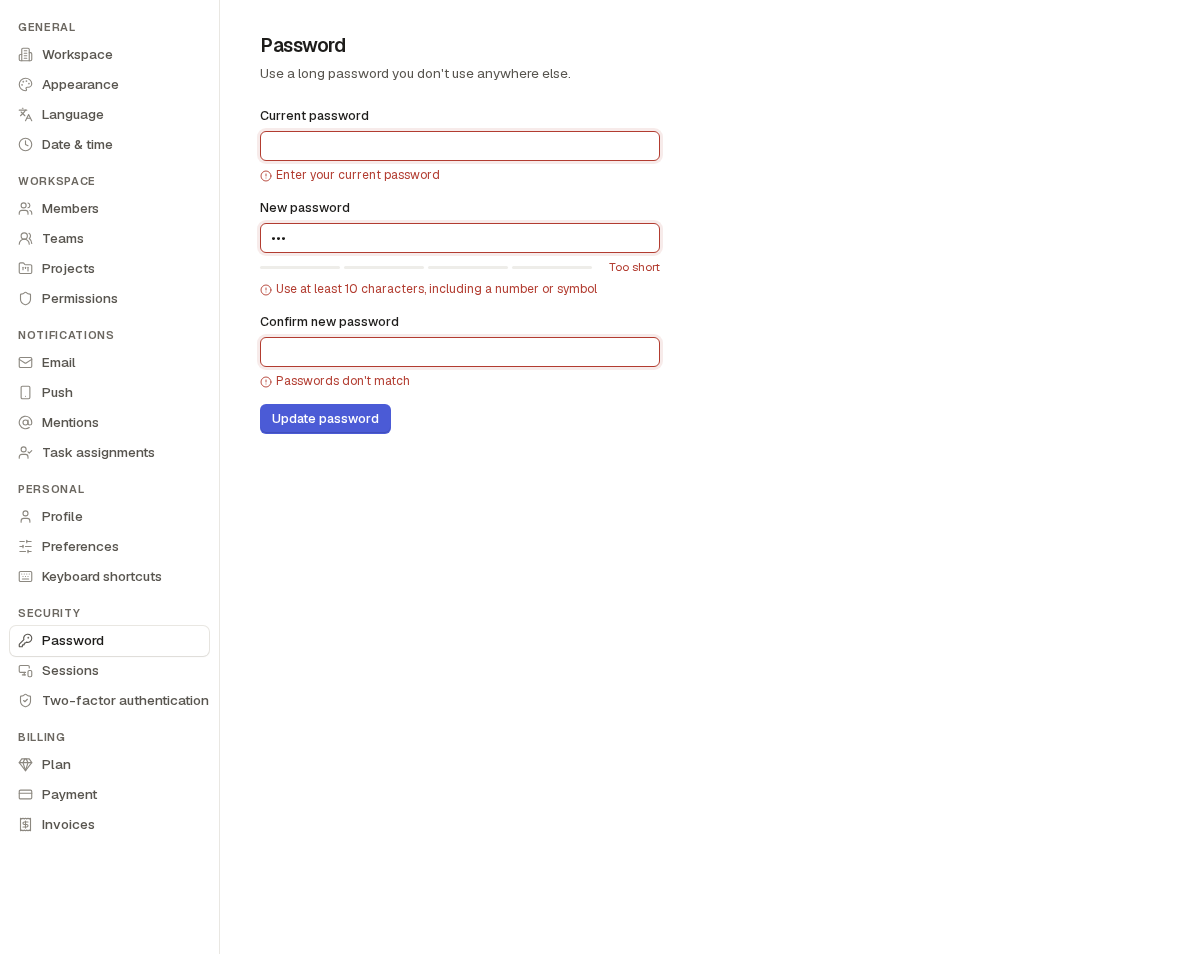 GENERAL
Workspace
Appearance
Language
Date & time
WORKSPACE
Members
Teams
Projects
Permissions
NOTIFICATIONS
Email
Push
Mentions
Task assignments
PERSONAL
Profile
Preferences
Keyboard shortcuts
SECURITY
Password
Sessions
Two-factor authentication
BILLING
Plan
Payment
Invoices
Password
Use a long password you don't use anywhere else.
Current password
Enter your current password
New password
•••
Too short
Use at least 10 characters, including a number or symbol
Confirm new password
Passwords don't match
Update password